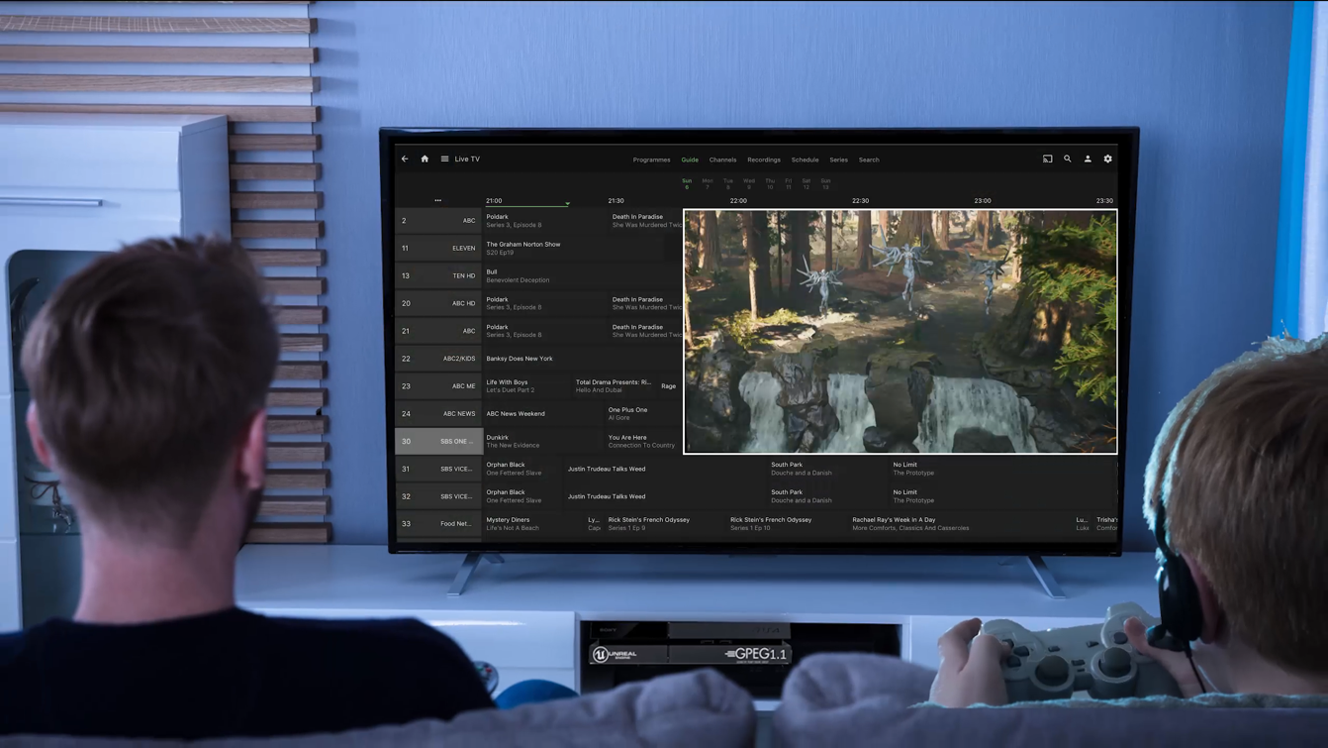 Live TV
Programmes Guide Channels Recordings Schedule Series Search
Sun Mon Tue Wed Thu Fri Sat Sun
6 7 8 9 10 11 12 13
21:00 21:30 22:00 22:30 23:00 23:30
2 ABC Poldark Death In Paradise
Series 3, Episode 8 She Was Murdered Twic
11 ELEVEN The Graham Norton Show
S20 Ep19
13 TEN HD Bull
Benevolent Deception
20 ABC HD Poldark Death In Paradise
Series 3, Episode 8 She Was Murdered Twic
21 ABC Poldark Death In Paradise
Series 3, Episode 8 She Was Murdered Twic
22 ABC2/KIDS Banksy Does New York
23 ABC ME Life With Boys Total Drama Presents: Ri... Rage
Let's Duet Part 2 Hello And Dubai
24 ABC NEWS ABC News Weekend One Plus One
Al Gore
30 SBS ONE ... Dunkirk You Are Here
The New Evidence Connection To Country
31 SBS VICE... Orphan Black Justin Trudeau Talks Weed South Park No Limit
One Fettered Slave Douche and a Danish The Prototype
32 SBS VICE... Orphan Black Justin Trudeau Talks Weed South Park No Limit
One Fettered Slave Douche and a Danish The Prototype
33 Food Net... Mystery Diners Ly... Rick Stein's French Odyssey Rick Stein's French Odyssey Rachael Ray's Week In A Day Lu... Trisha's
Life's Not A Beach Cap Series 1 Ep 9 Series 1 Ep 10 More Comforts, Classics And Casseroles Luke Comfor
SONY PS4
UNREAL GPEG1.1